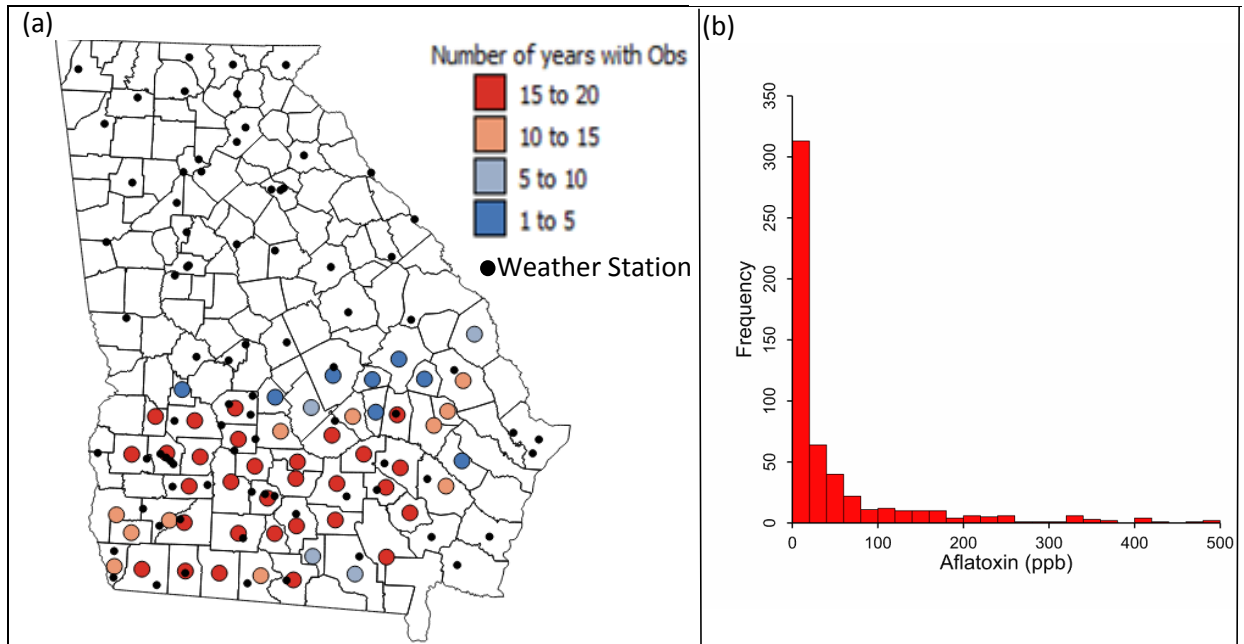 (a)
Number of years with Obs
15 to 20
10 to 15
5 to 10
1 to 5
Weather Station
(b)
350
300
250
200
150
100
50
0
Frequency
0 100 200 300 400 500
Aflatoxin (ppb)